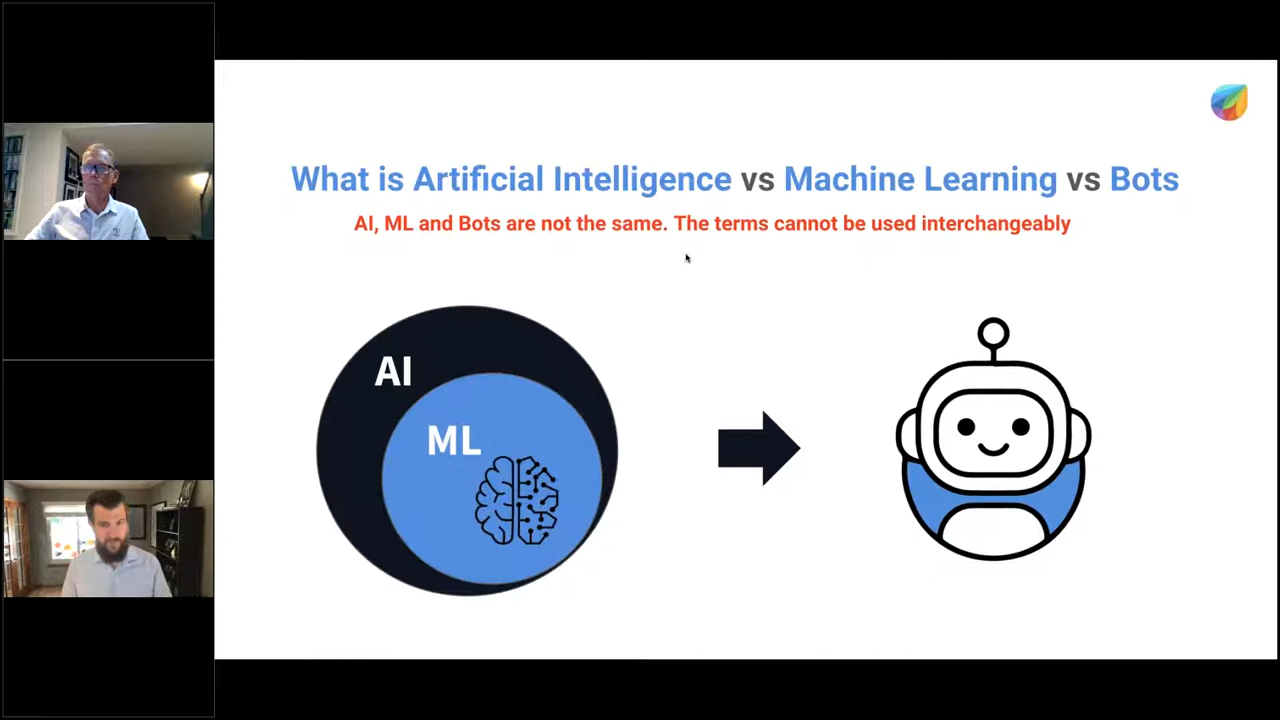 What is Artificial Intelligence vs Machine Learning vs Bots
AI, ML and Bots are not the same. The terms cannot be used interchangeably
AI
ML